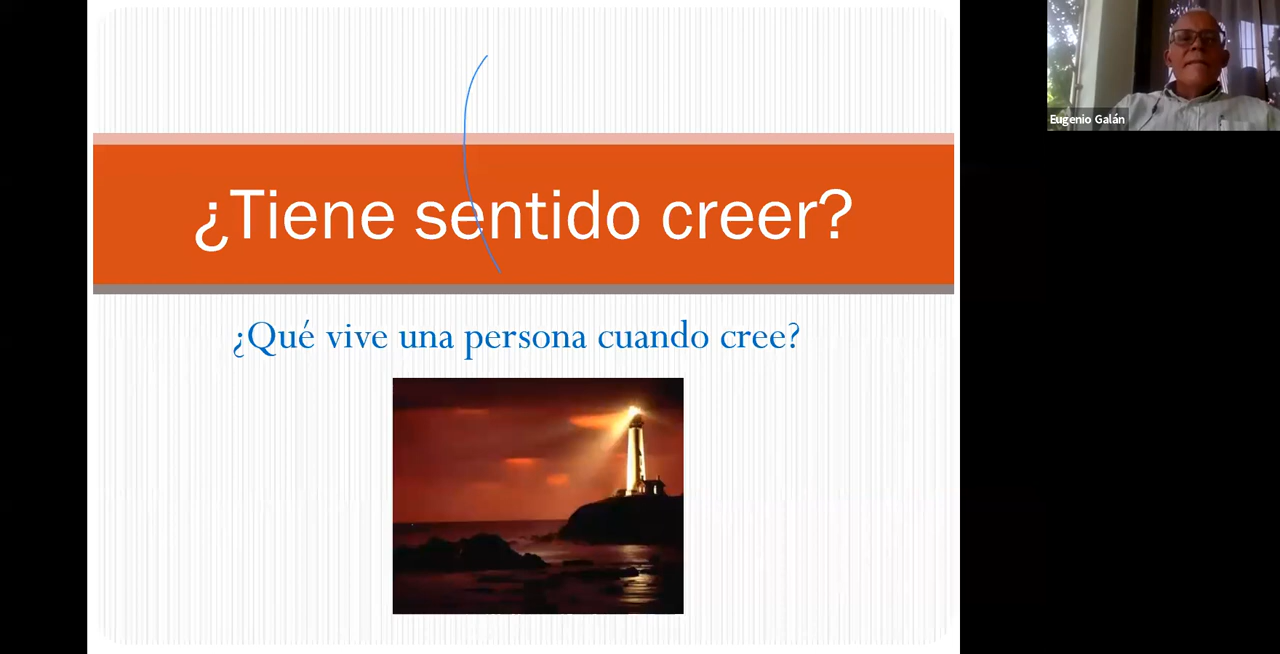 ¿Tiene sentido creer?
¿Qué vive una persona cuando cree?
Eugenio Galán